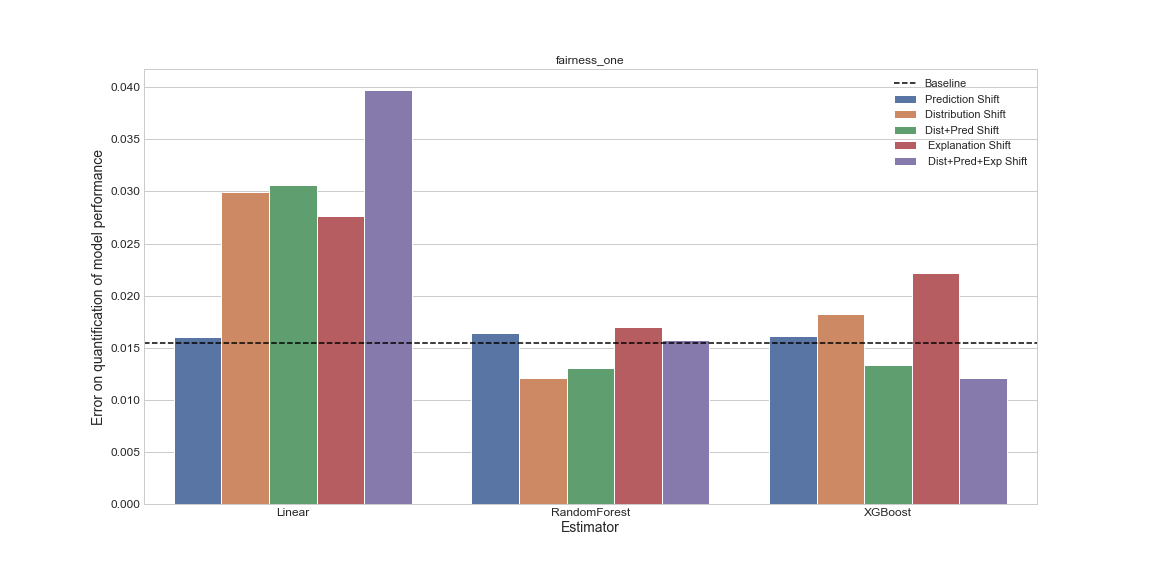 fairness_one
0.040
0.035
0.030
0.025
0.020
0.015
0.010
0.005
0.000
Error on quantification of model performance
Baseline
Prediction Shift
Distribution Shift
Dist+Pred Shift
Explanation Shift
Dist+Pred+Exp Shift
Linear
RandomForest
XGBoost
Estimator